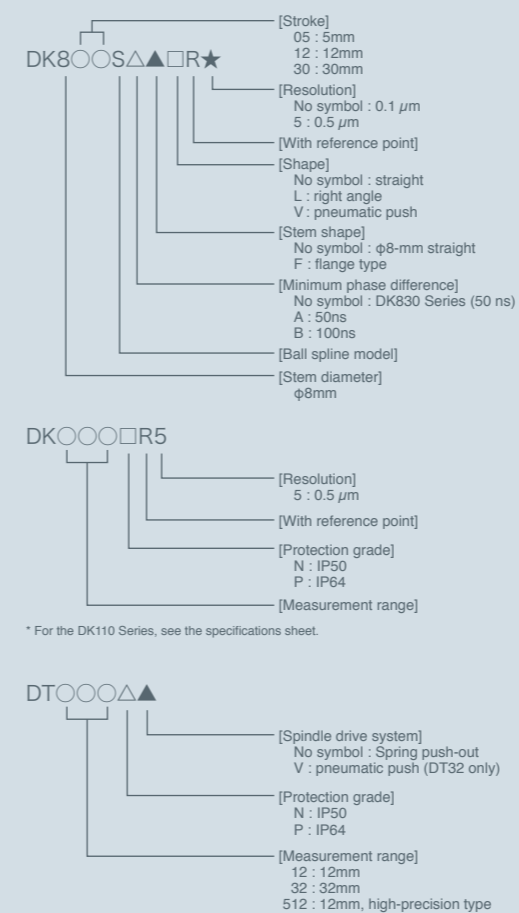 [Stroke]
05 : 5mm
12 : 12mm
30 : 30mm
DK8○○S△▲□R★
[Resolution]
No symbol : 0.1 μm
5 : 0.5 μm
[With reference point]
[Shape]
No symbol : straight
L : right angle
V : pneumatic push
[Stem shape]
No symbol : φ8-mm straight
F : flange type
[Minimum phase difference]
No symbol : DK830 Series (50 ns)
A : 50ns
B : 100ns
[Ball spline model]
[Stem diameter]
φ8mm
DK○○○□R5
[Resolution]
5 : 0.5 μm
[With reference point]
[Protection grade]
N : IP50
P : IP64
[Measurement range]
* For the DK110 Series, see the specifications sheet.
DT○○○△▲
[Spindle drive system]
No symbol : Spring push-out
V : pneumatic push (DT32 only)
[Protection grade]
N : IP50
P : IP64
[Measurement range]
12 : 12mm
32 : 32mm
512 : 12mm, high-precision type